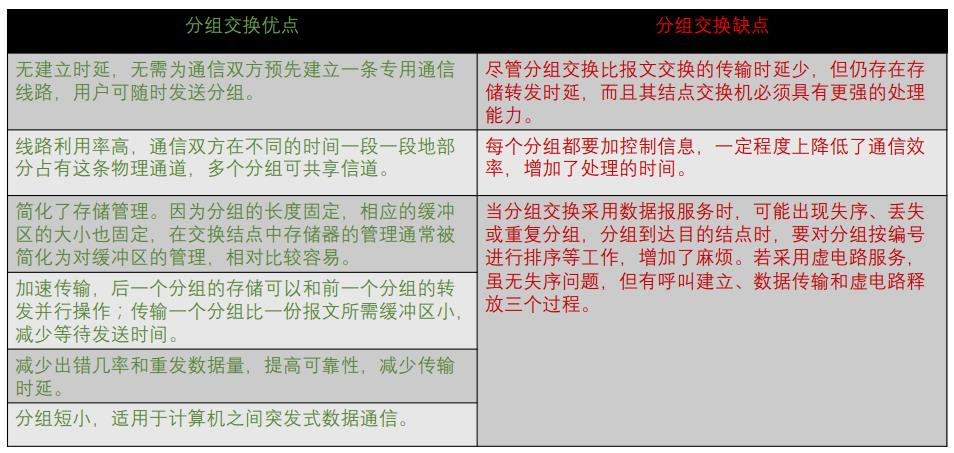 分组交换优点
分组交换缺点
无建立时延，无需为通信双方预先建立一条专用通信
线路，用户可随时发送分组。
尽管分组交换比报文交换的传输时延少，但仍存在存
储转发时延，而且其结点交换机必须具有更强的处理
能力。
线路利用率高，通信双方在不同的时间一段一段地部
分占有这条物理通道，多个分组可共享信道。
每个分组都要加控制信息，一定程度上降低了通信效
率，增加了处理的时间。
简化了存储管理。因为分组的长度固定，相应的缓冲
区的大小也固定，在交换结点中存储器的管理通常被
简化为对缓冲区的管理，相对比较容易。
当分组交换采用数据报服务时，可能出现失序、丢失
或重复分组，分组到达目的结点时，要对分组按编号
进行排序等工作，增加了麻烦。若采用虚电路服务，
虽无失序问题，但有呼叫建立、数据传输和虚电路释
放三个过程。
加速传输，后一个分组的存储可以和前一个分组的转
发并行操作；传输一个分组比一份报文所需缓冲区小，
减少等待发送时间。
减少出错几率和重发数据量，提高可靠性，减少传输
时延。
分组短小，适用于计算机之间突发式数据通信。